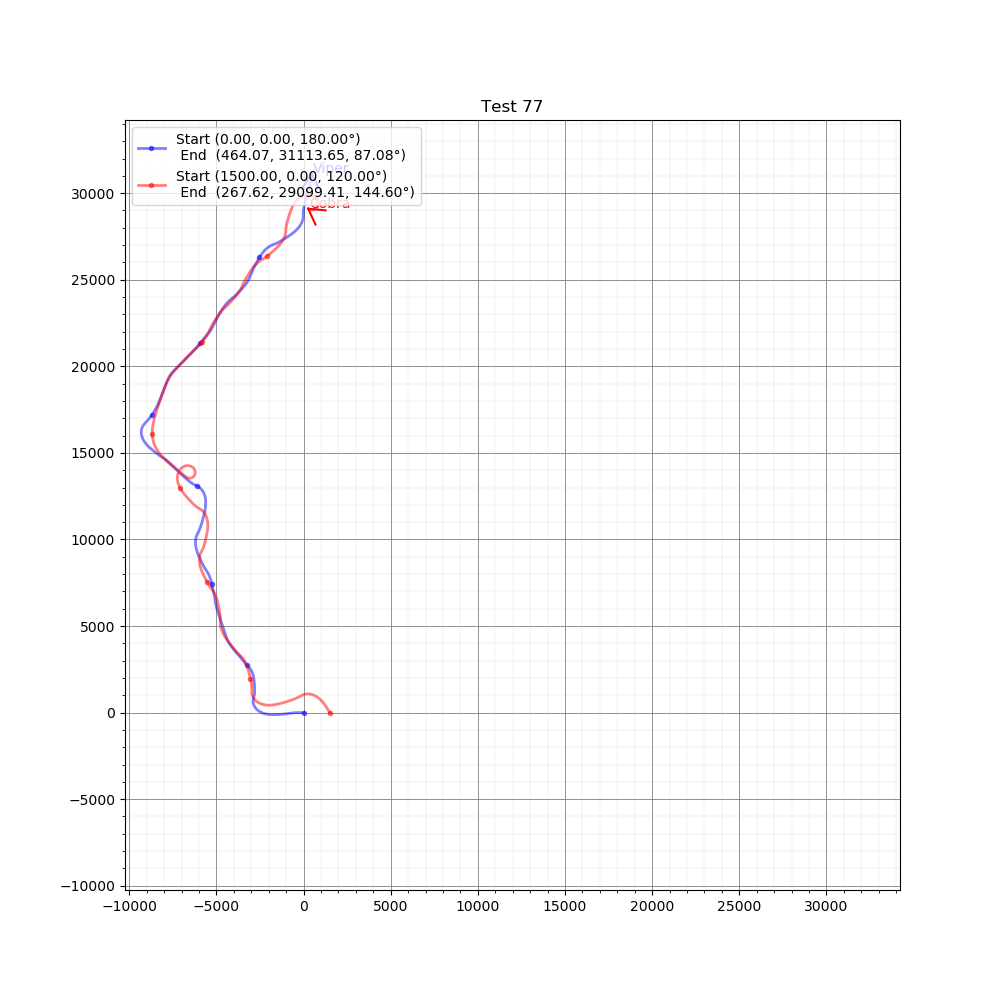 Test 77
Start (0.00, 0.00, 180.00°)
End (464.07, 31113.65, 87.08°)
Start (1500.00, 0.00, 120.00°)
End (267.62, 29099.41, 144.60°)
Viper
Cobra
30000
25000
20000
15000
10000
5000
0
−5000
−10000
−10000 −5000 0 5000 10000 15000 20000 25000 30000